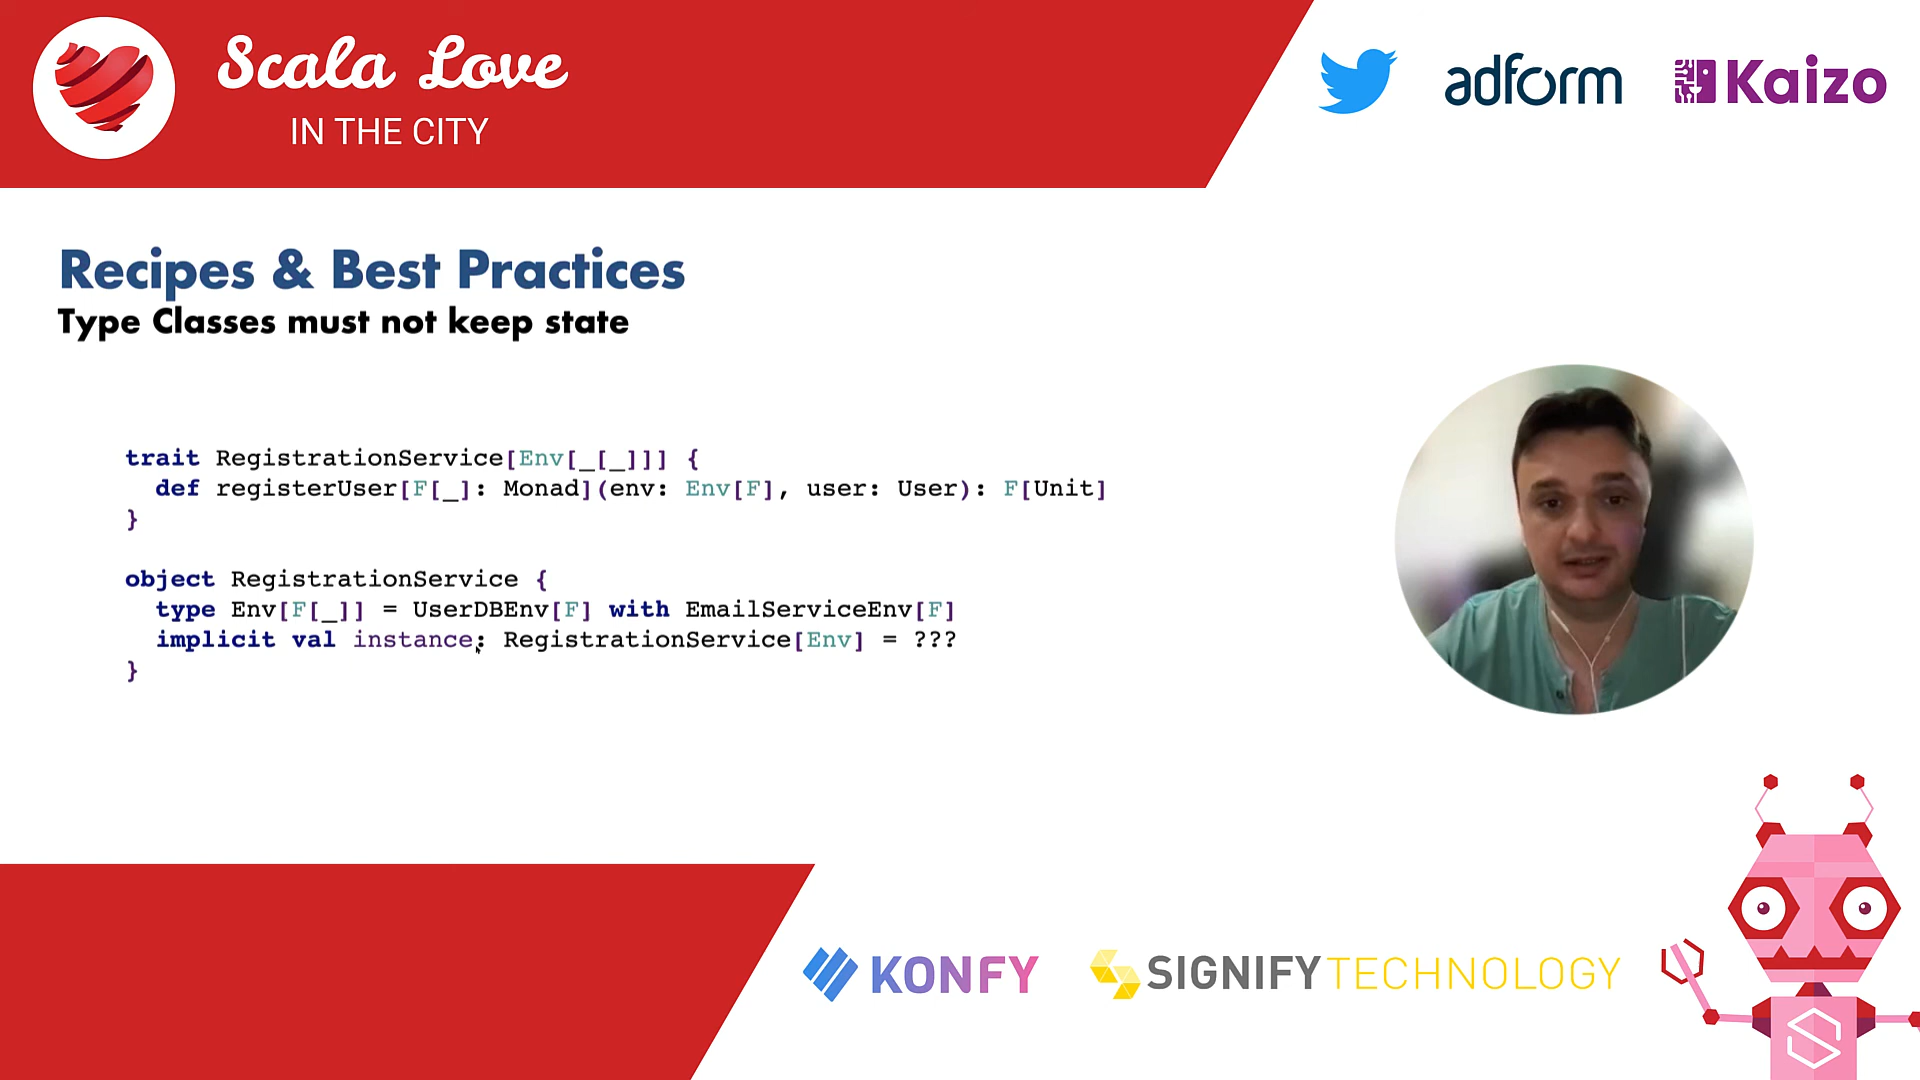 Scala Love
IN THE CITY
adform
Kaizo
Recipes & Best Practices
Type Classes must not keep state
trait RegistrationService[Env[_[_]]] {
  def registerUser[F[_]: Monad](env: Env[F], user: User): F[Unit]
}
object RegistrationService {
  type Env[F[_]] = UserDBEnv[F] with EmailServiceEnv[F]
  implicit val instance: RegistrationService[Env] = ???
}
KONFY
SIGNIFYTECHNOLOGY